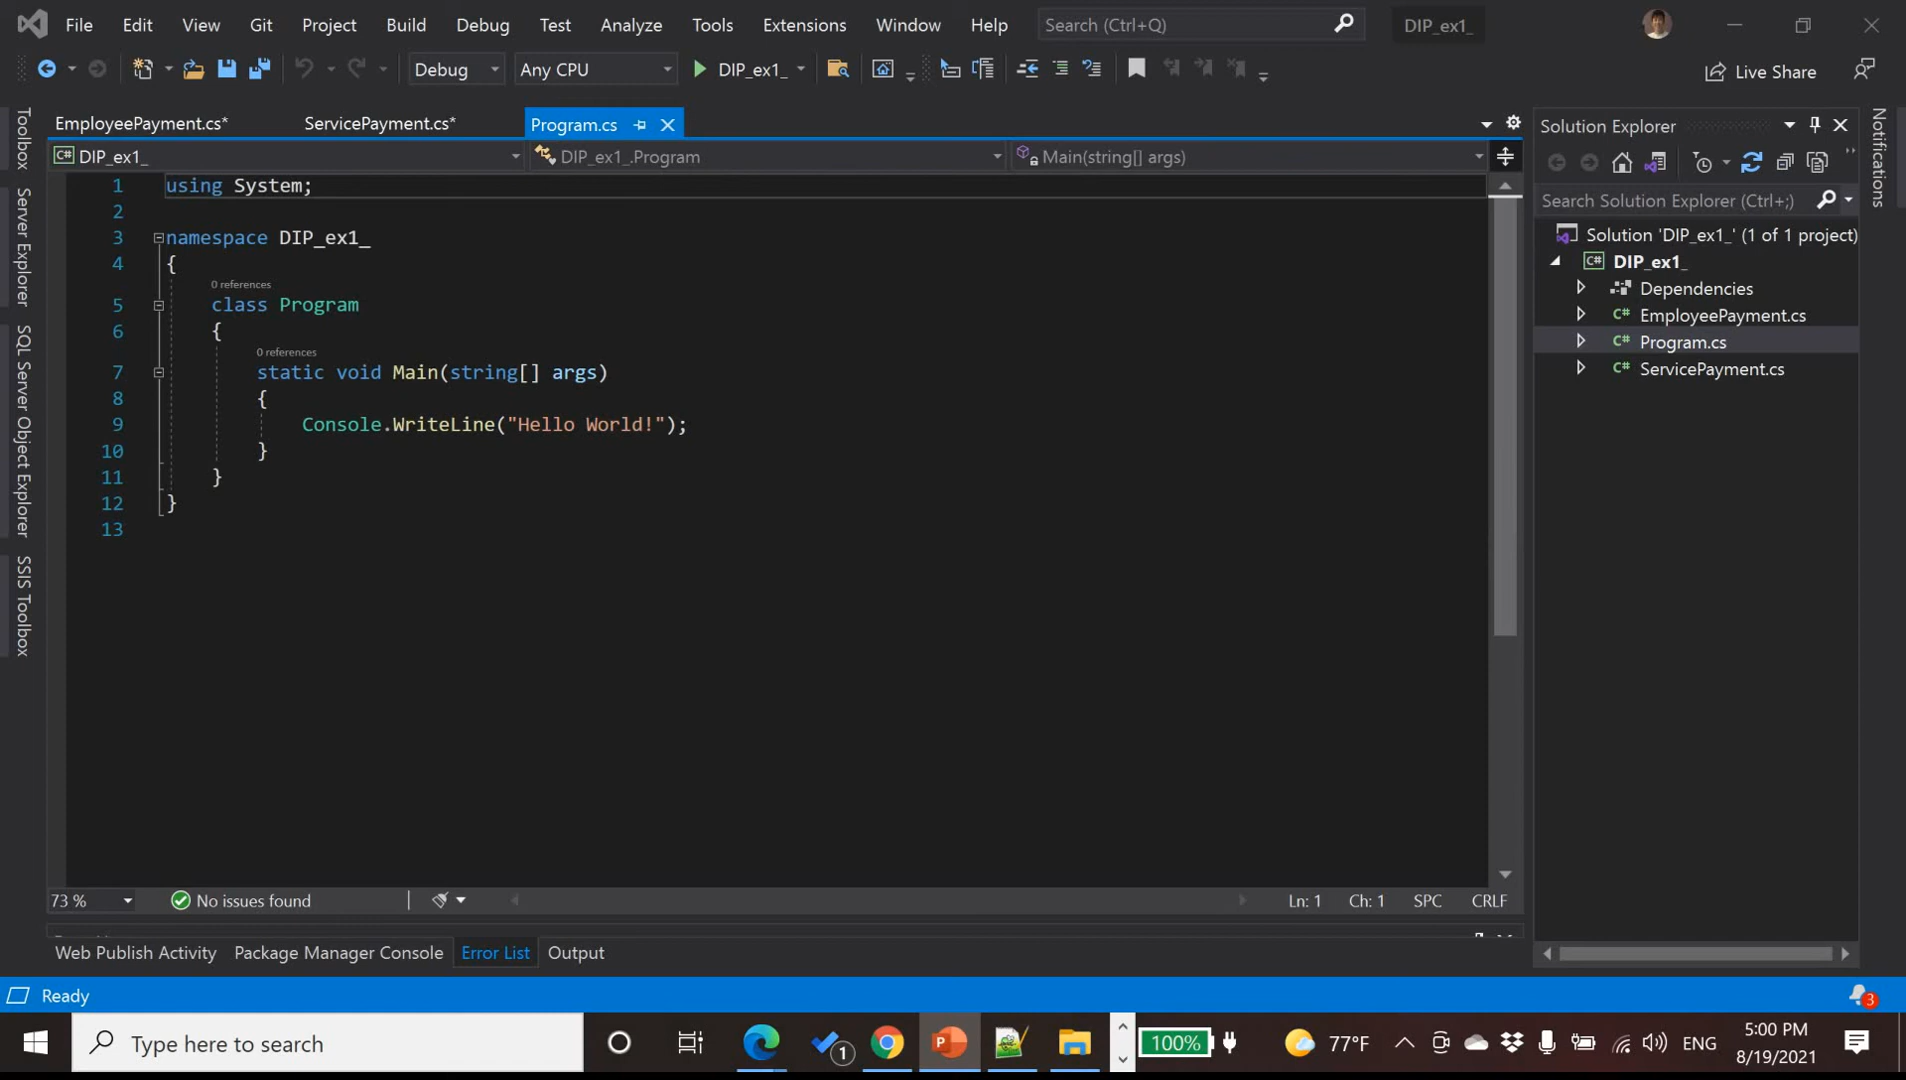 File Edit View Git Project Build Debug Test Analyze Tools Extensions Window Help Search (Ctrl+Q) DIP_ex1_
Debug Any CPU DIP_ex1_ Live Share
EmployeePayment.cs* ServicePayment.cs* Program.cs
DIP_ex1_ DIP_ex1_.Program Main(string[] args)
Toolbox
Server Explorer
SQL Server Object Explorer
SSIS Toolbox
1 using System;
2
3 namespace DIP_ex1_
4 {
0 references
5 class Program
6 {
0 references
7 static void Main(string[] args)
8 {
9 Console.WriteLine("Hello World!");
10 }
11 }
12 }
13
73 % No issues found Ln: 1 Ch: 1 SPC CRLF
Web Publish Activity Package Manager Console Error List Output
Solution Explorer
Search Solution Explorer (Ctrl+;)
Solution 'DIP_ex1_' (1 of 1 project)
C# DIP_ex1_
Dependencies
C# EmployeePayment.cs
C# Program.cs
C# ServicePayment.cs
Notifications
Ready 3
Type here to search 1 100% 77°F ENG 5:00 PM
8/19/2021